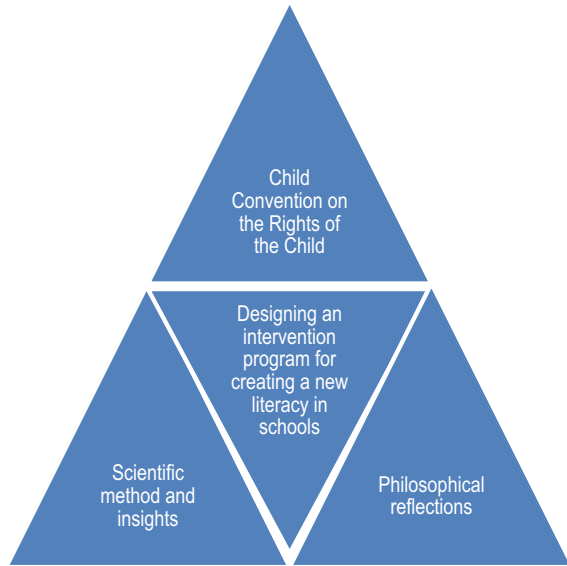 Child
Convention on
the Rights of
the Child
Designing an
intervention
program for
creating a new
literacy in
schools
Scientific
method and
insights
Philosophical
reflections